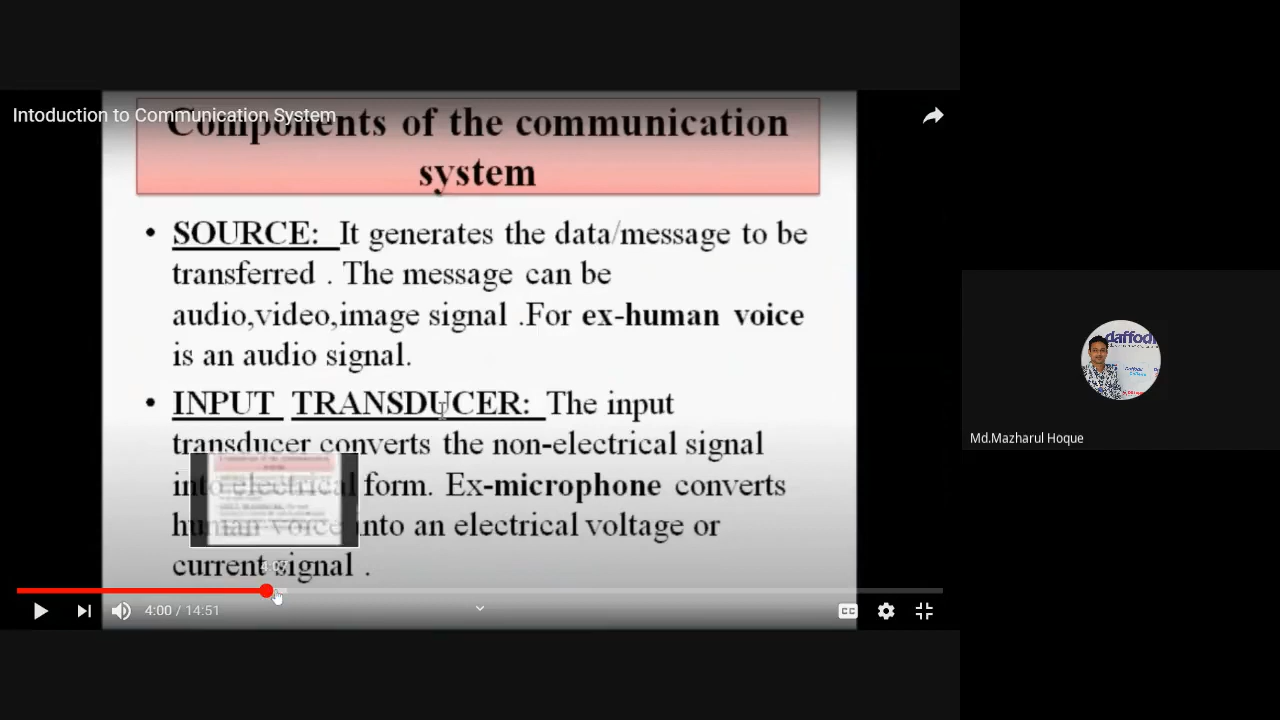 Intoduction to Communication System
Components of the communication
system
• SOURCE: It generates the data/message to be
transferred . The message can be
audio,video,image signal .For ex-human voice
is an audio signal.
• INPUT TRANSDUCER: The input
transducer converts the non-electrical signal
into electrical form. Ex-microphone converts
human voice into an electrical voltage or
current signal .
4:00 / 14:51
CC
Md.Mazharul Hoque
daffodil